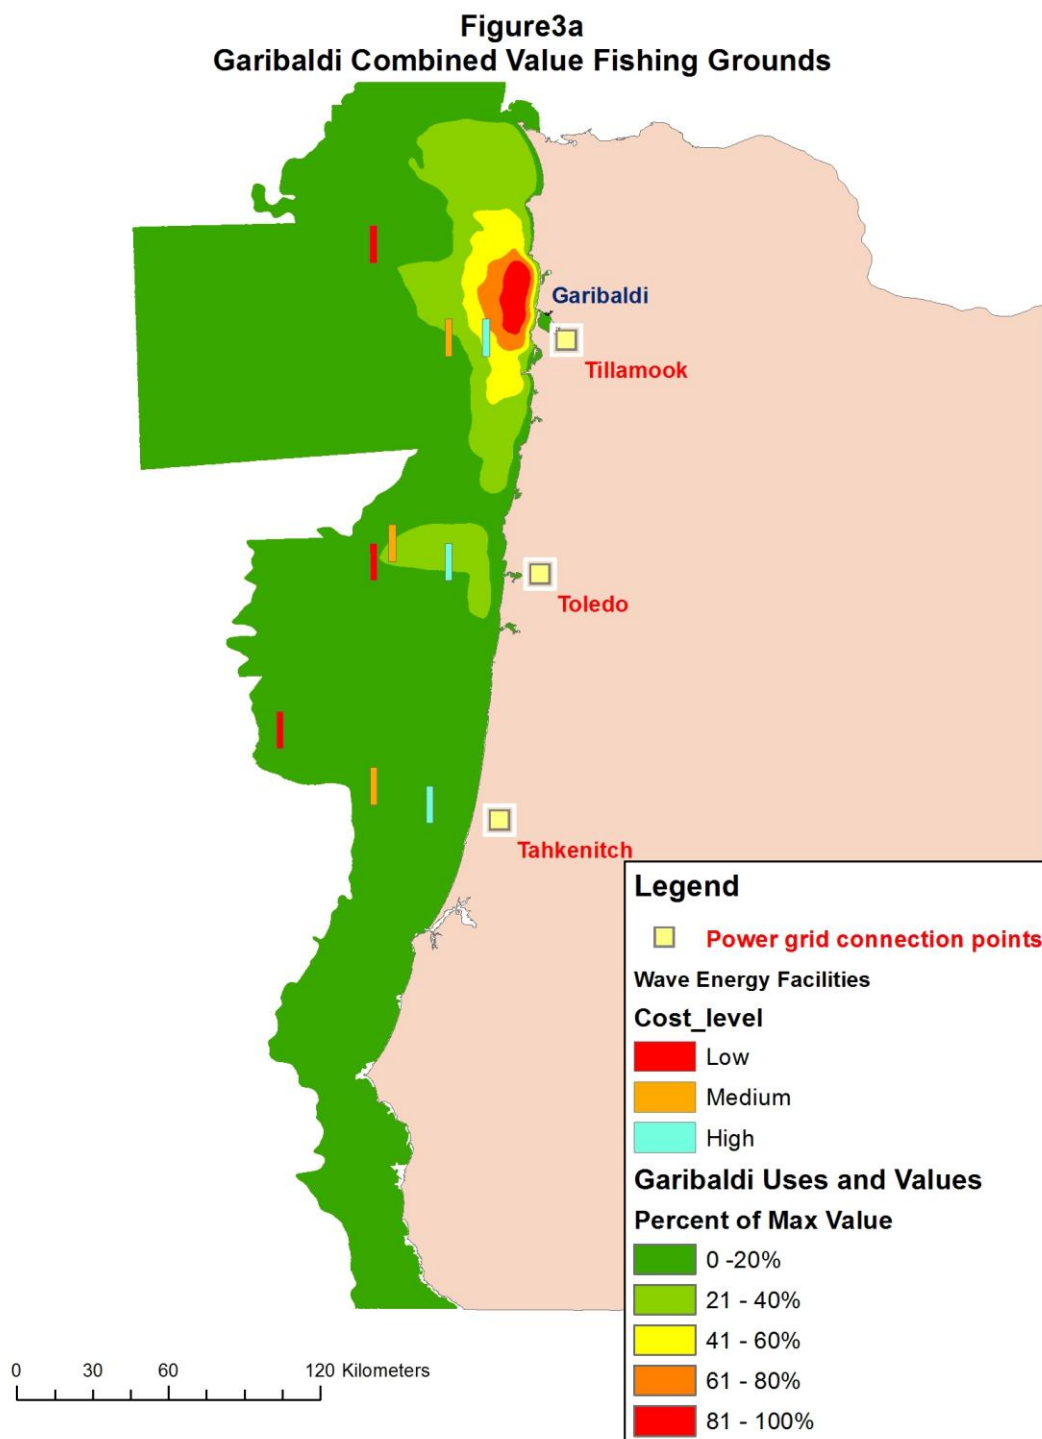 Figure3a
Garibaldi Combined Value Fishing Grounds
Garibaldi
Tillamook
Toledo
Tahkenitch
Legend
Power grid connection points
Wave Energy Facilities
Cost_level
Low
Medium
High
Garibaldi Uses and Values
Percent of Max Value
0 -20%
21 - 40%
41 - 60%
61 - 80%
81 - 100%
0 30 60 120 Kilometers